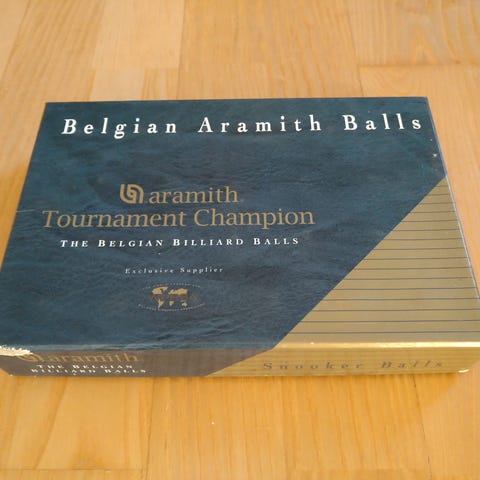 Belgian Aramith Balls
aramith
Tournament Champion
THE BELGIAN BILLIARD BALLS
Exclusive Supplier
aramith
THE BELGIAN
BILLIARD BALLS
Snooker Balls